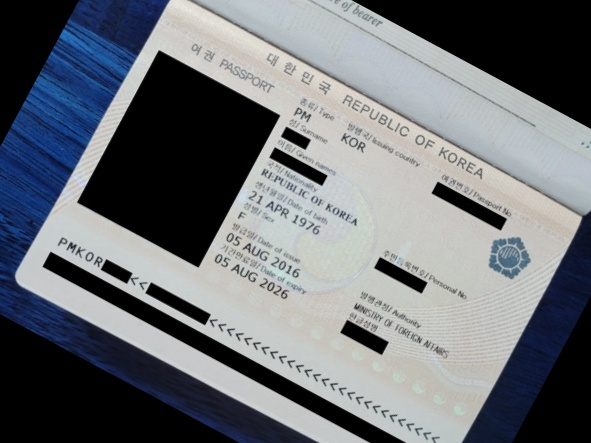 e of bearer
대한민국 REPUBLIC OF KOREA
여권 PASSPORT
종류/ Type
발행국/ Issuing country
여권번호/ Passport No
PM
KOR
성/ Surname
이름/ Given names
국적/ Nationality
REPUBLIC OF KOREA
생년월일/ Date of birth
21 APR 1976
성별/ Sex
F
주민등록번호/ Personal No.
발급일/ Date of issue
05 AUG 2016
발행관청/ Authority
MINISTRY OF FOREIGN AFFAIRS
기간만료일/ Date of expiry
05 AUG 2026
한글성명
PMKOR
<<
<<<<<<<<<<<<<<<<<<<<<<<<<<<